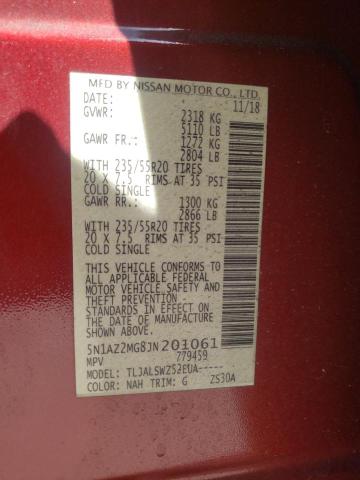 MFD BY NISSAN MOTOR CO., LTD.
DATE: 11/18
GVWR: 2318 KG
5110 LB
GAWR FR.: 1272 KG
2804 LB
WITH 235/55R20 TIRES
20 X 7.5 RIMS AT 35 PSI
COLD SINGLE
GAWR RR.: 1300 KG
2866 LB
WITH 235/55R20 TIRES
20 X 7.5 RIMS AT 35 PSI
COLD SINGLE
THIS VEHICLE CONFORMS TO
ALL APPLICABLE FEDERAL
MOTOR VEHICLE SAFETY AND
THEFT PREVENTION
STANDARDS IN EFFECT ON
THE DATE OF MANUFACTURE
SHOWN ABOVE.
5N1AZ2MG8JN201061
MPV 779459
MODEL: TLJALSWZ52EUA-----
COLOR: NAH TRIM: G ZS30A